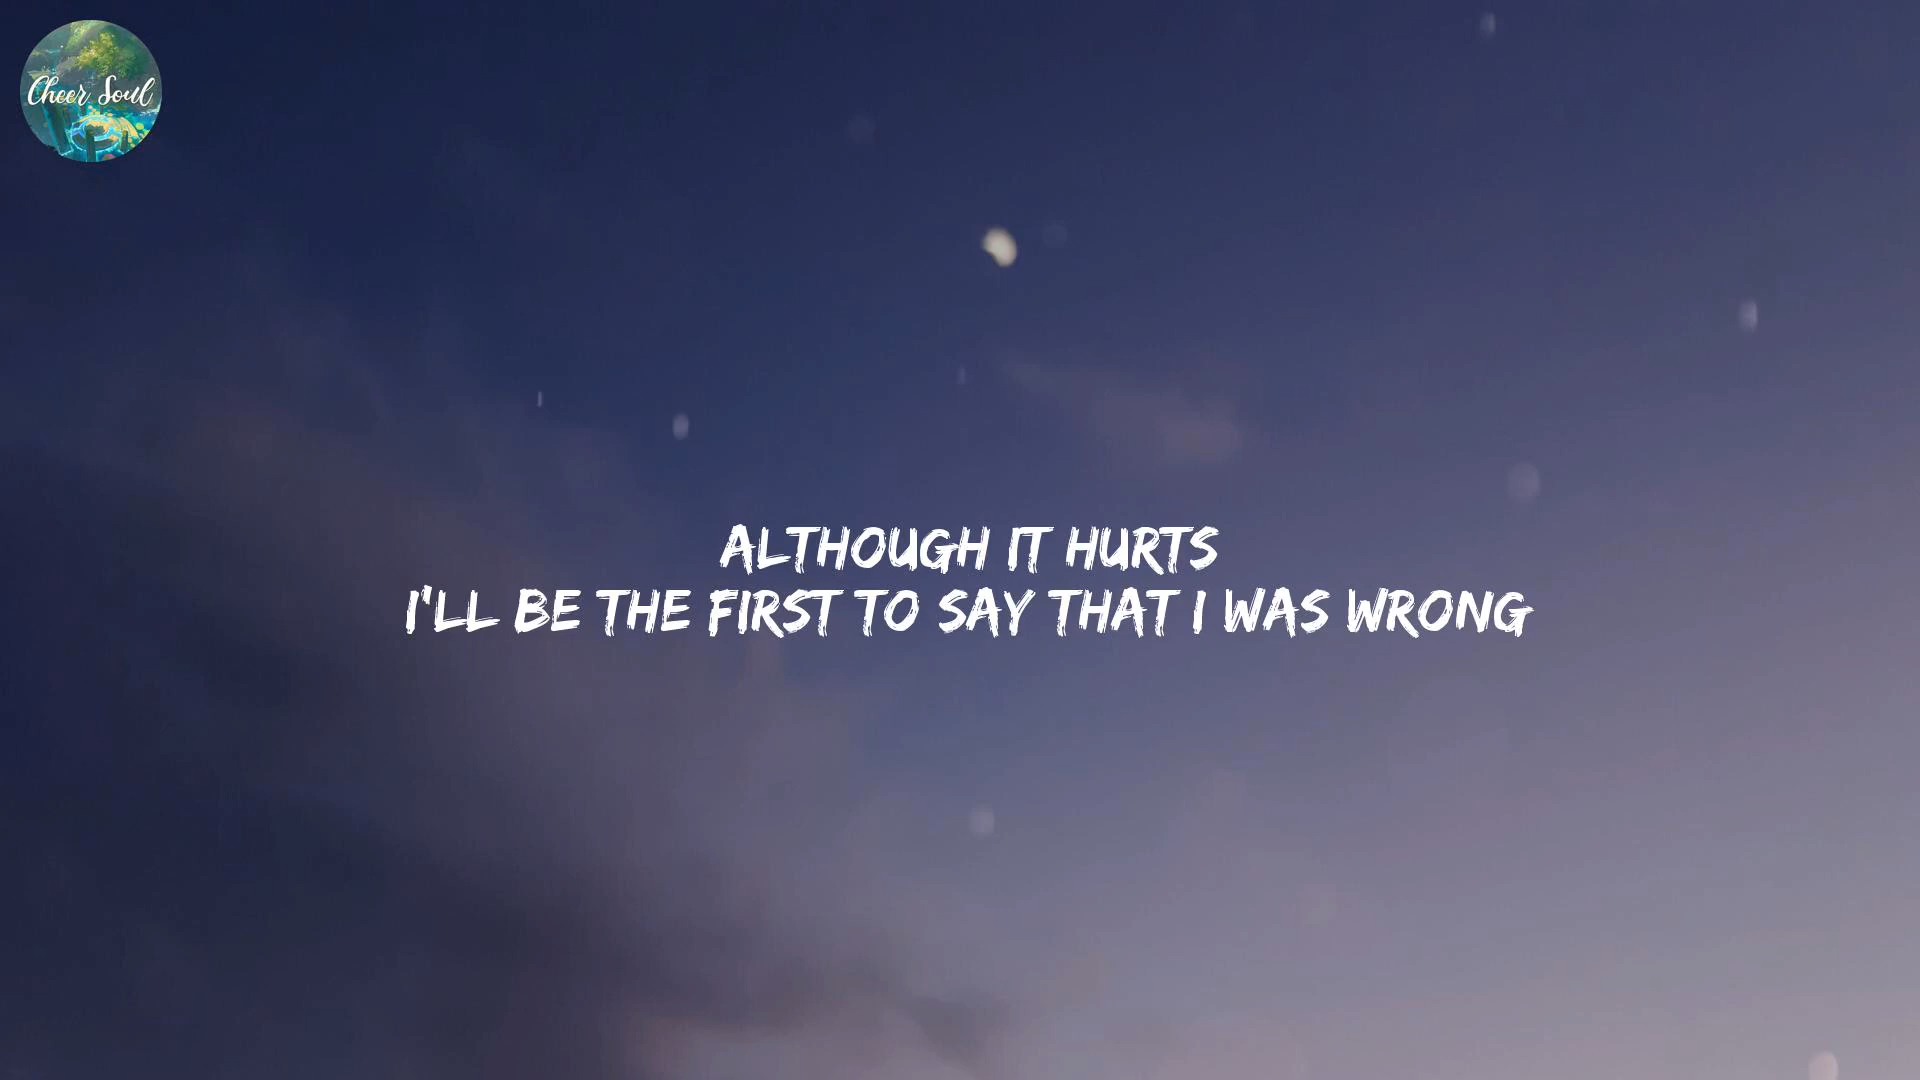 Cheer Soul
ALTHOUGH IT HURTS
I'LL BE THE FIRST TO SAY THAT I WAS WRONG